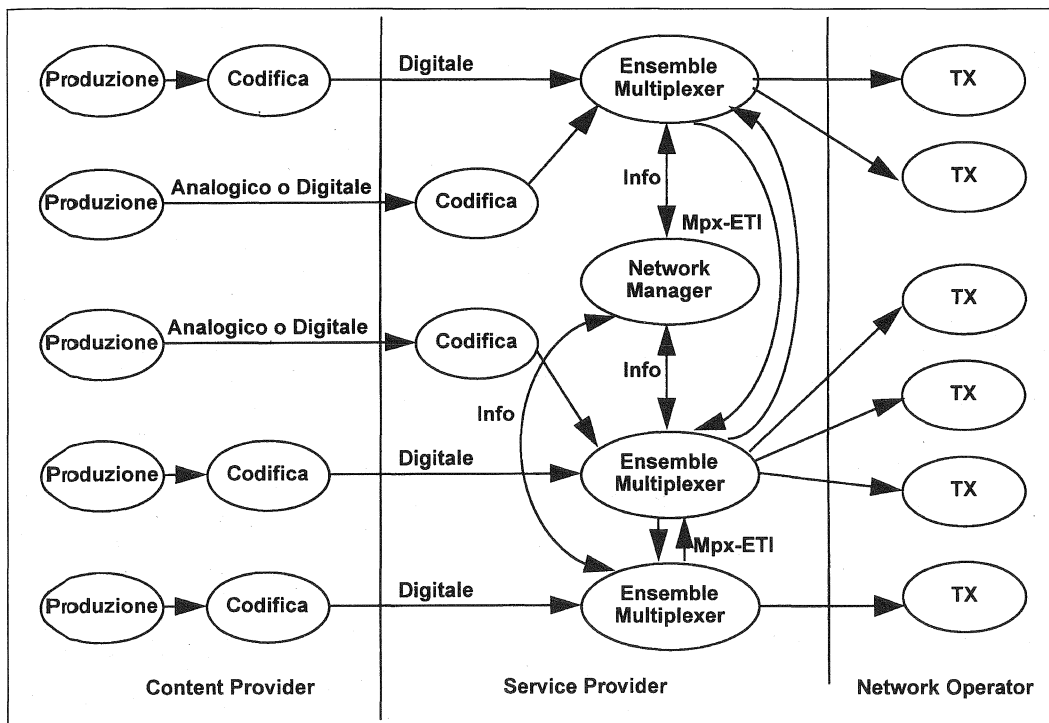 Produzione
Codifica
Digitale
Ensemble
Multiplexer
TX
Produzione
Analogico o Digitale
Codifica
Info
Mpx-ETI
TX
Network
Manager
TX
Produzione
Analogico o Digitale
Codifica
Info
Info
TX
Produzione
Codifica
Digitale
Ensemble
Multiplexer
TX
Mpx-ETI
Produzione
Codifica
Digitale
Ensemble
Multiplexer
TX
Content Provider
Service Provider
Network Operator